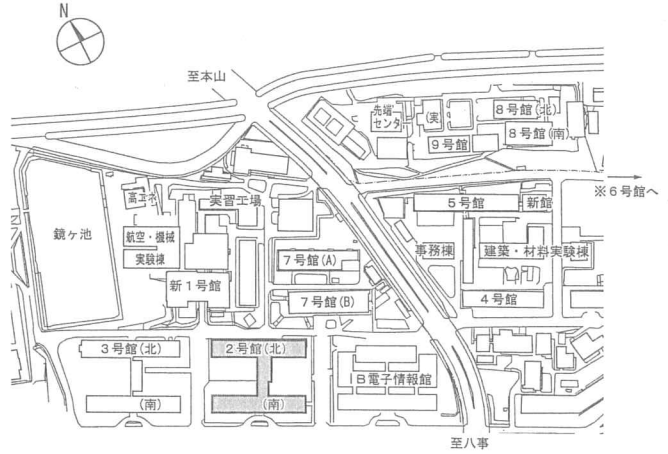 N
至本山
先端
センタ
(実)
8号館(北)
8号館(南)
9号館
※6号館へ
高エネ
実習工場
5号館
新館
鏡ヶ池
航空・機械
実験棟
7号館(A)
事務棟
建築・材料実験棟
新1号館
7号館(B)
4号館
3号館(北)
2号館(北)
IB電子情報館
(南)
(南)
至八事